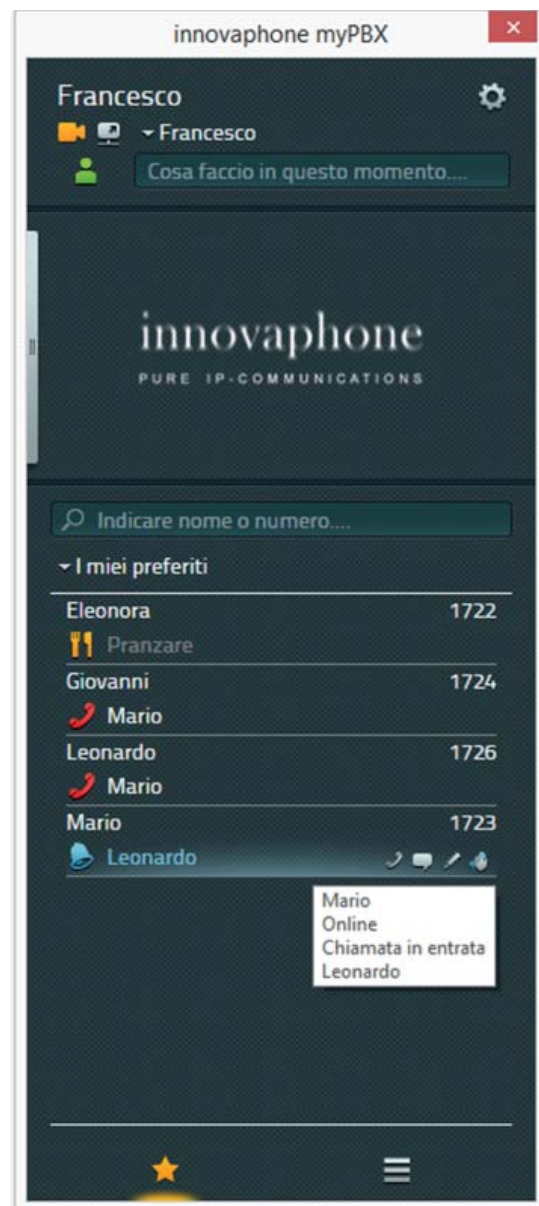 innovaphone myPBX
Francesco
Francesco
Cosa faccio in questo momento....
innovaphone
PURE IP-COMMUNICATIONS
Indicare nome o numero....
I miei preferiti
Eleonora 1722
Pranzare
Giovanni 1724
Mario
Leonardo 1726
Mario
Mario 1723
Leonardo
Mario
Online
Chiamata in entrata
Leonardo